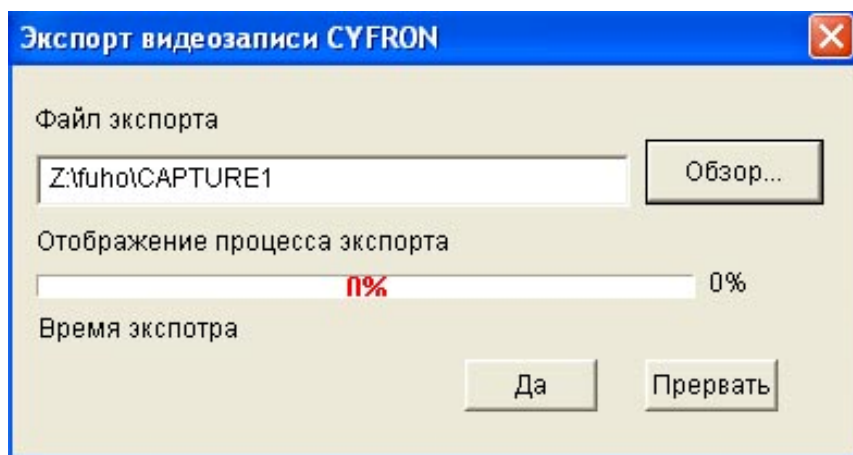 Экспорт видеозаписи CYFRON
Файл экспорта
Z:\fuho\CAPTURE1
Обзор...
Отображение процесса экспорта
0% 0%
Время экспотра
Да Прервать